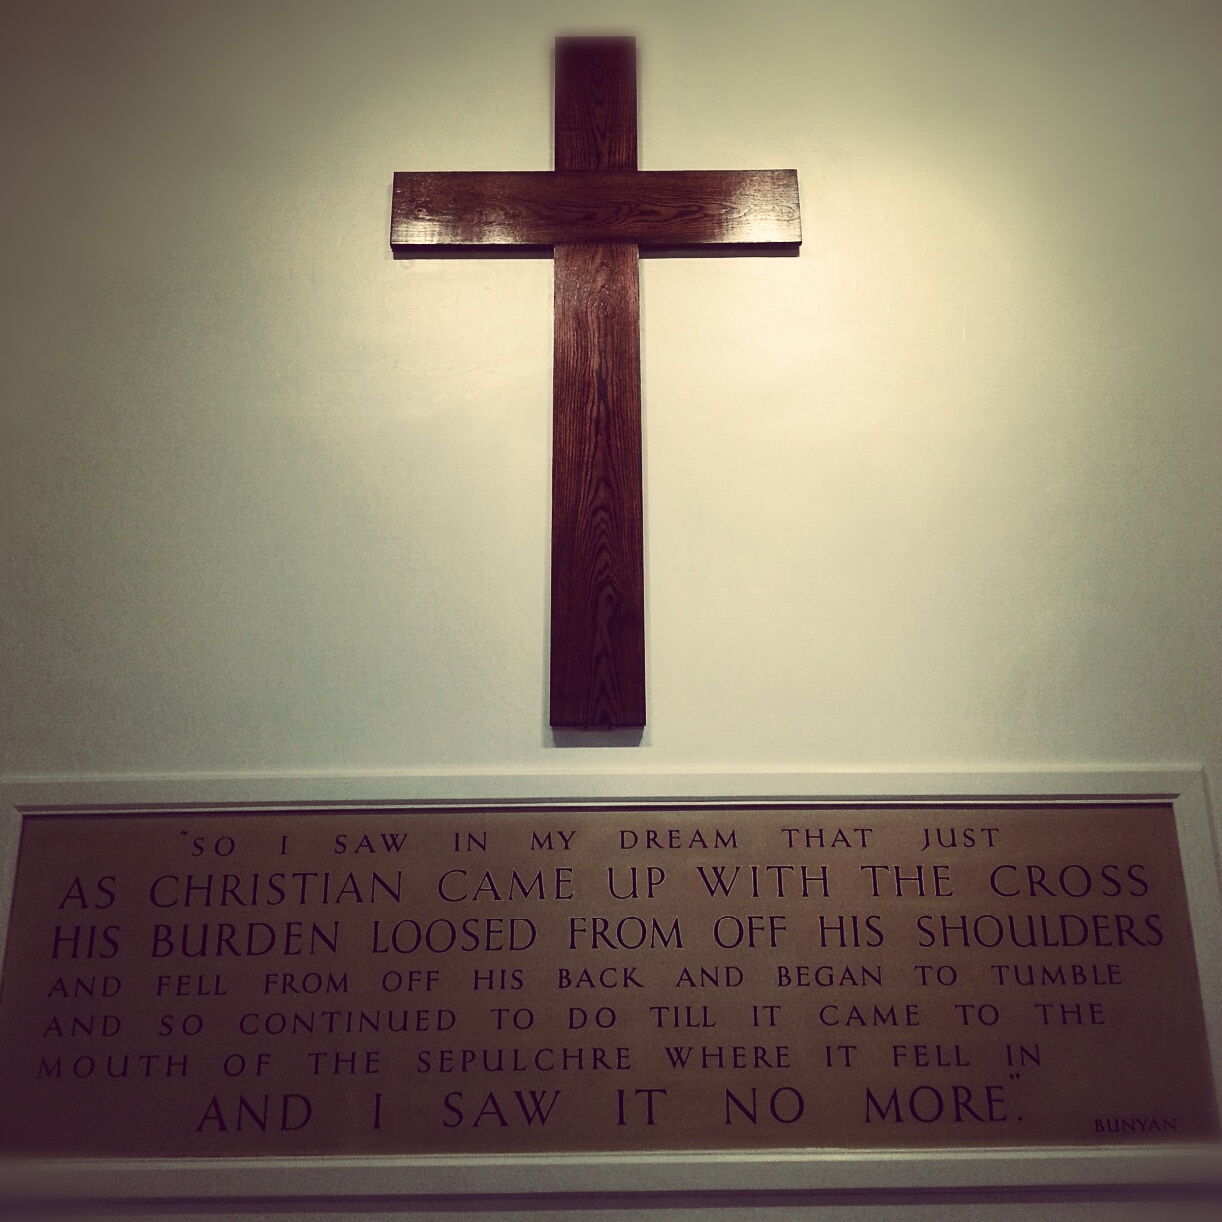 "SO I SAW IN MY DREAM THAT JUST
AS CHRISTIAN CAME UP WITH THE CROSS
HIS BURDEN LOOSED FROM OFF HIS SHOULDERS
AND FELL FROM OFF HIS BACK AND BEGAN TO TUMBLE
AND SO CONTINUED TO DO TILL IT CAME TO THE
MOUTH OF THE SEPULCHRE WHERE IT FELL IN
AND I SAW IT NO MORE".
BUNYAN